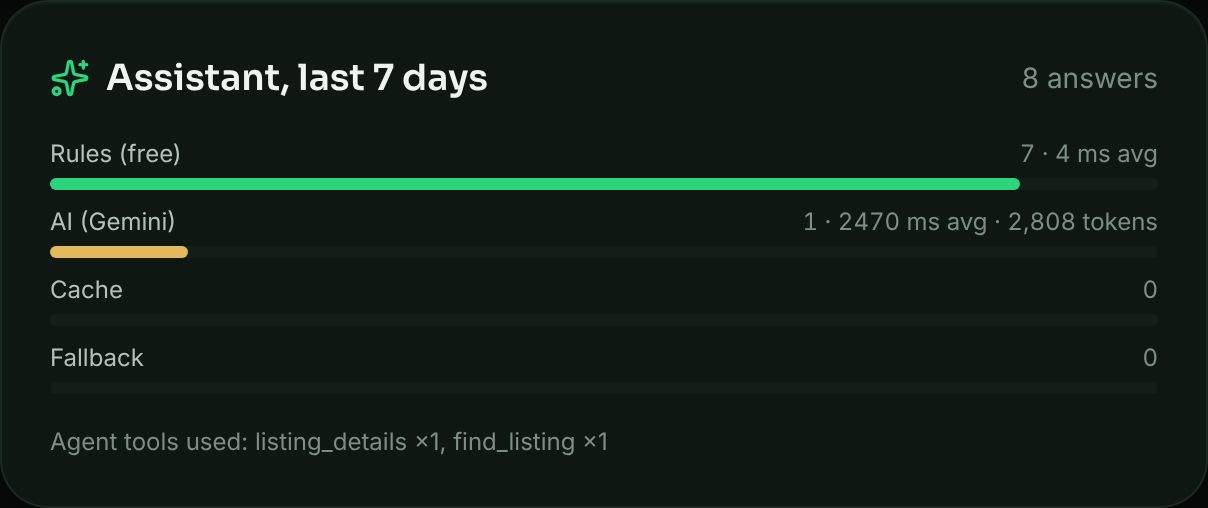 Assistant, last 7 days
8 answers
Rules (free)
7 · 4 ms avg
AI (Gemini)
1 · 2470 ms avg · 2,808 tokens
Cache
0
Fallback
0
Agent tools used: listing_details ×1, find_listing ×1